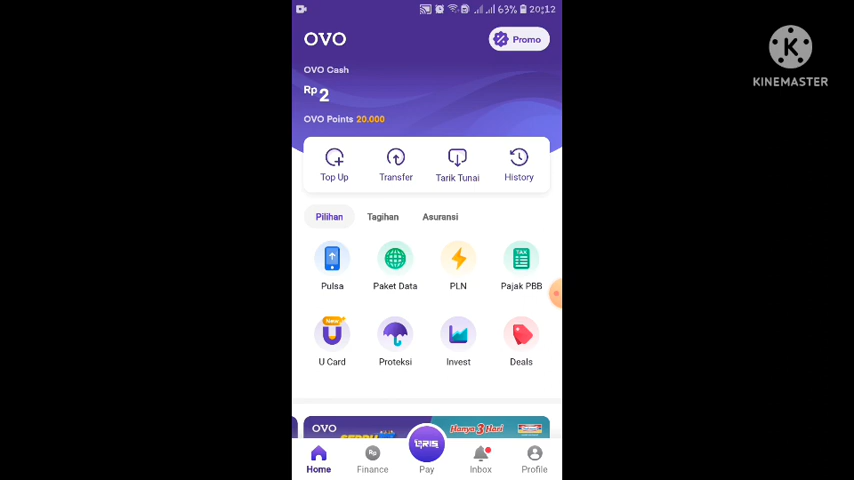 63% 20:12
OVO
Promo
OVO Cash
Rp 2
OVO Points 20.000
Top Up
Transfer
Tarik Tunai
History
Pilihan
Tagihan
Asuransi
TAX
Pulsa
Paket Data
PLN
Pajak PBB
New
U Card
Proteksi
Invest
Deals
OVO
Hanya 3 Hari
QRIS
Home
Finance
Pay
Inbox
Profile
K
KINEMASTER